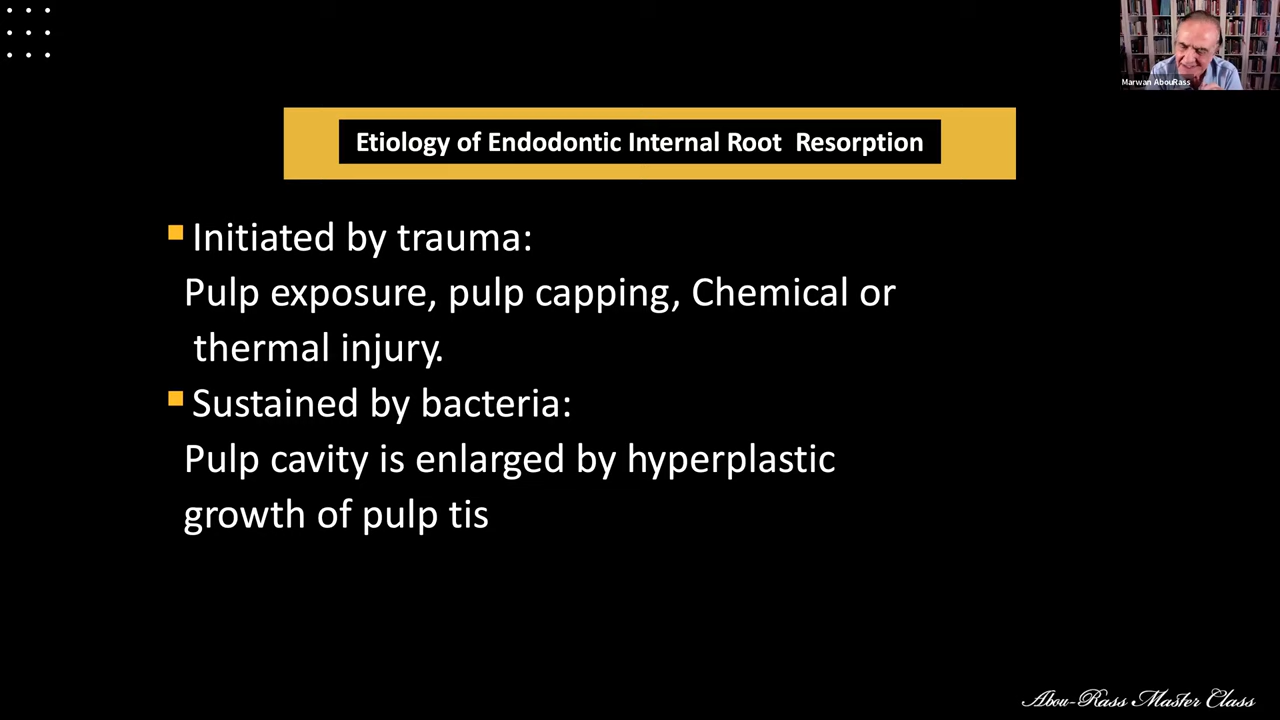 Marwan AbouRass
Etiology of Endodontic Internal Root Resorption
Initiated by trauma:
Pulp exposure, pulp capping, Chemical or
thermal injury.
Sustained by bacteria:
Pulp cavity is enlarged by hyperplastic
growth of pulp tis
Abou-Rass Master Class